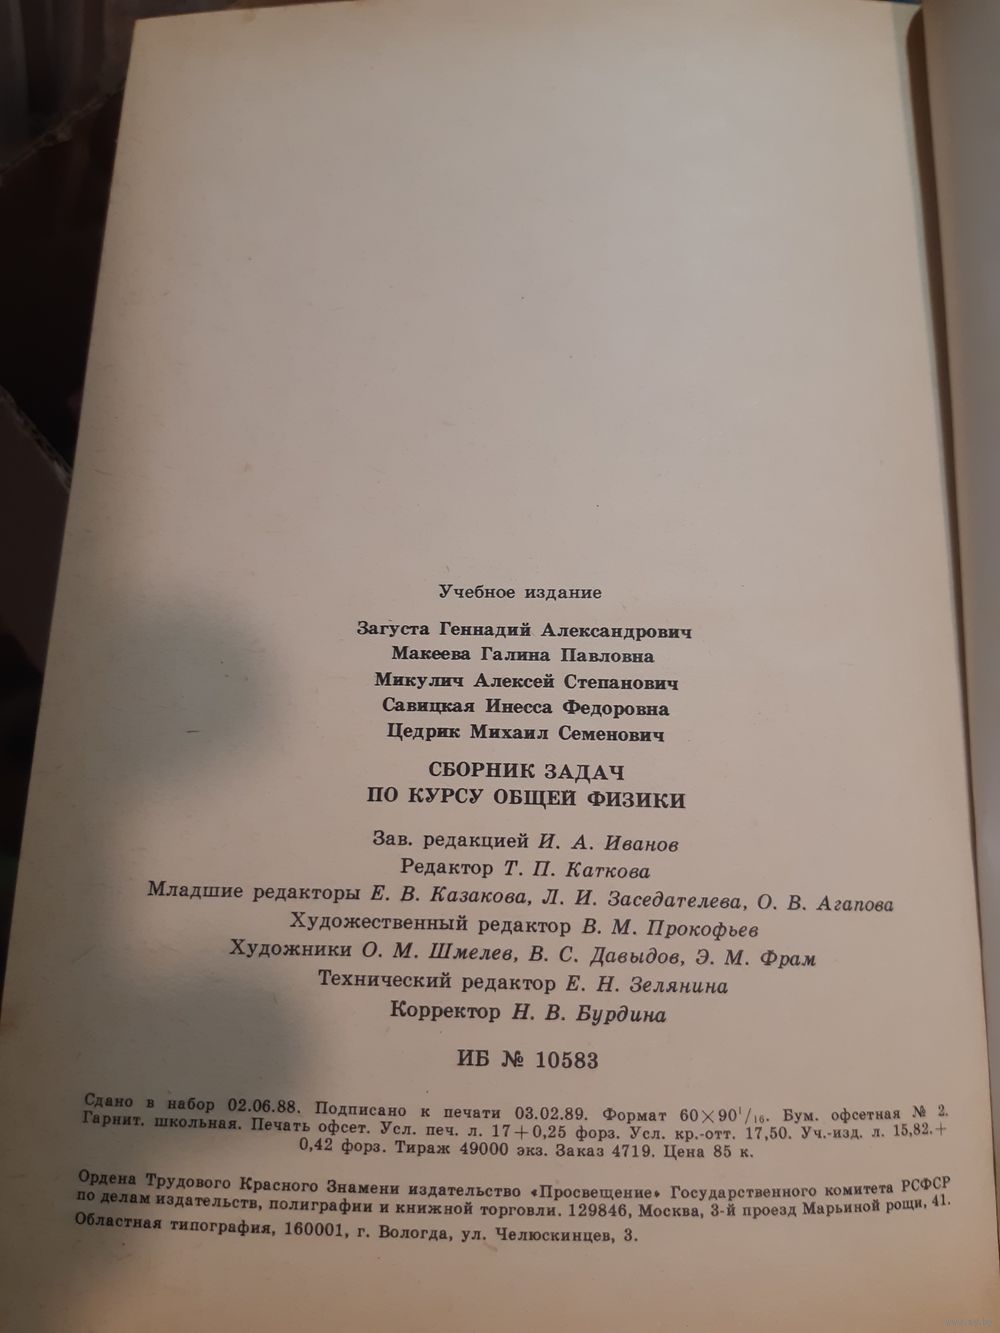 Учебное издание
Загуста Геннадий Александрович
Макеева Галина Павловна
Микулич Алексей Степанович
Савицкая Инесса Федоровна
Цедрик Михаил Семенович
СБОРНИК ЗАДАЧ
ПО КУРСУ ОБЩЕЙ ФИЗИКИ
Зав. редакцией И. А. Иванов
Редактор Т. П. Каткова
Младшие редакторы Е. В. Казакова, Л. И. Заседателева, О. В. Агапова
Художественный редактор В. М. Прокофьев
Художники О. М. Шмелев, В. С. Давыдов, Э. М. Фрам
Технический редактор Е. Н. Зелянина
Корректор Н. В. Бурдина
ИБ № 10583
Сдано в набор 02.06.88. Подписано к печати 03.02.89. Формат 60×90¹/₁₆. Бум. офсетная № 2.
Гарнит. школьная. Печать офсет. Усл. печ. л. 17+0,25 форз. Усл. кр.-отт. 17,50. Уч.-изд. л. 15,82.+
0,42 форз. Тираж 49000 экз. Заказ 4719. Цена 85 к.
Ордена Трудового Красного Знамени издательство «Просвещение» Государственного комитета РСФСР
по делам издательств, полиграфии и книжной торговли. 129846, Москва, 3-й проезд Марьиной рощи, 41.
Областная типография, 160001, г. Вологда, ул. Челюскинцев, 3.